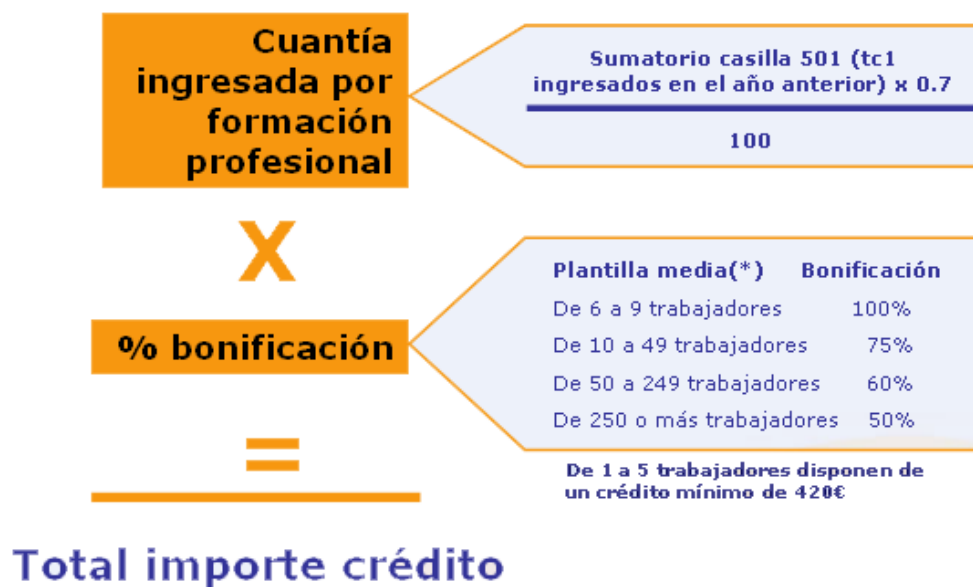 Cuantía
ingresada por
formación
profesional
Sumatorio casilla 501 (tc1
ingresados en el año anterior) x 0.7
100
X
% bonificación
Plantilla media(*) Bonificación
De 6 a 9 trabajadores 100%
De 10 a 49 trabajadores 75%
De 50 a 249 trabajadores 60%
De 250 o más trabajadores 50%
De 1 a 5 trabajadores disponen de
un crédito mínimo de 420€
=
Total importe crédito